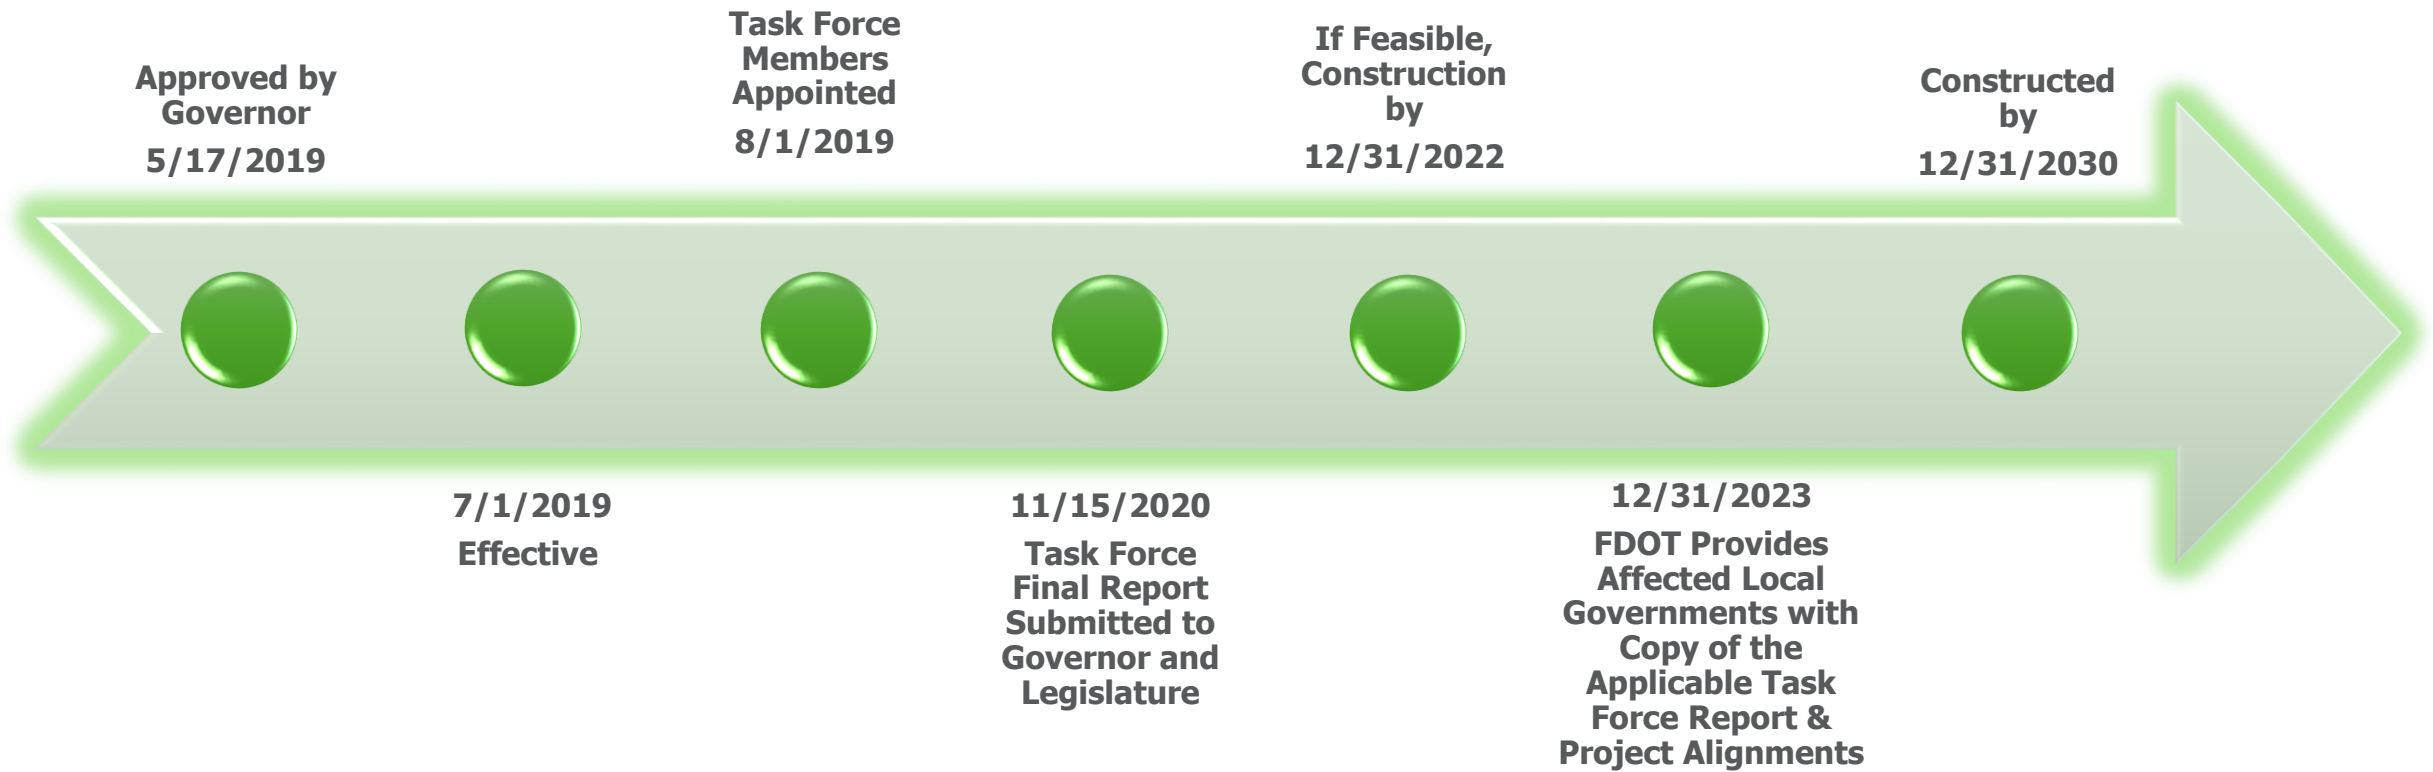 Approved by
Governor
5/17/2019
7/1/2019
Effective
Task Force
Members
Appointed
8/1/2019
11/15/2020
Task Force
Final Report
Submitted to
Governor and
Legislature
If Feasible,
Construction
by
12/31/2022
12/31/2023
FDOT Provides
Affected Local
Governments with
Copy of the
Applicable Task
Force Report &
Project Alignments
Constructed
by
12/31/2030